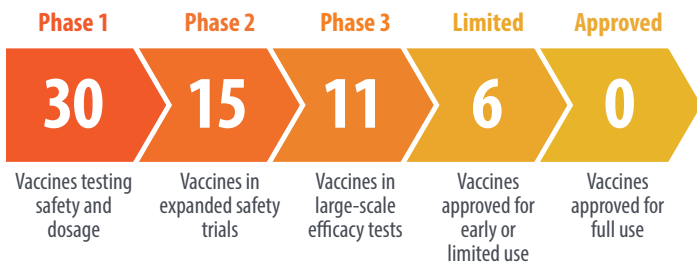 Phase 1
Phase 2
Phase 3
Limited
Approved
30
15
11
6
0
Vaccines testing
safety and
dosage
Vaccines in
expanded safety
trials
Vaccines in
large-scale
efficacy tests
Vaccines
approved for
early or
limited use
Vaccines
approved for
full use